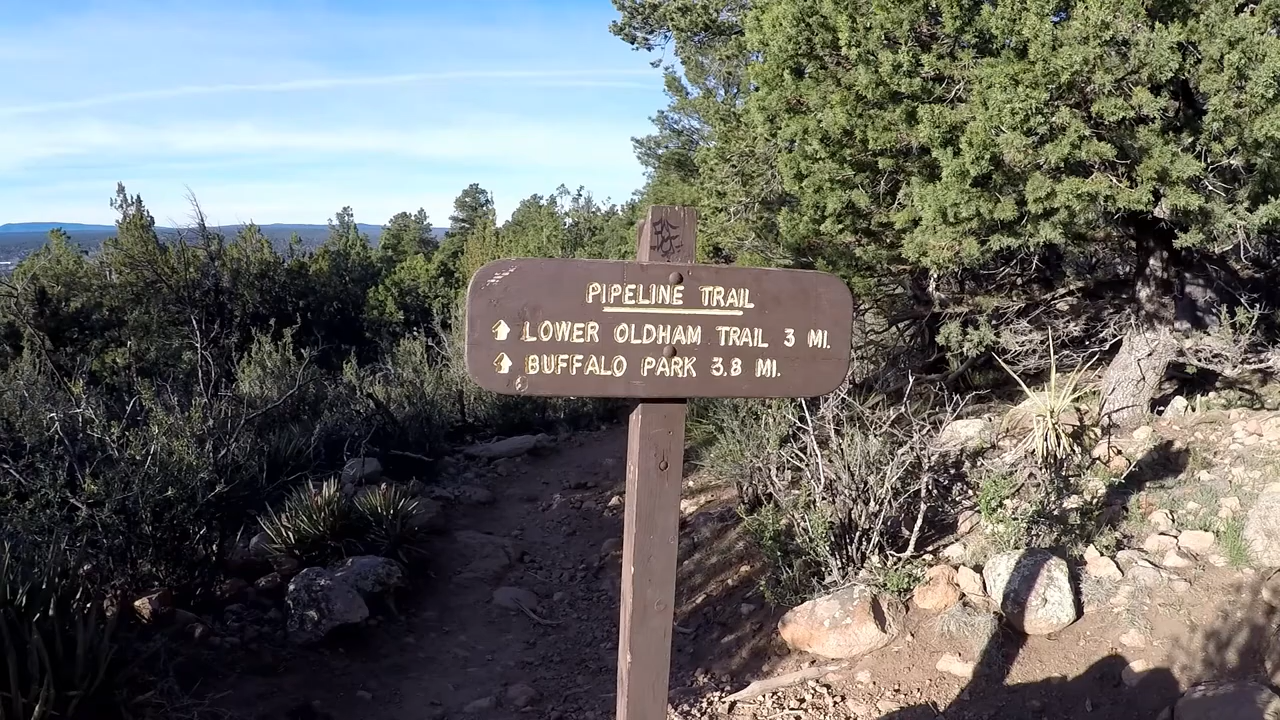 PIPELINE TRAIL
LOWER OLDHAM TRAIL 3 MI.
BUFFALO PARK 3.8 MI.